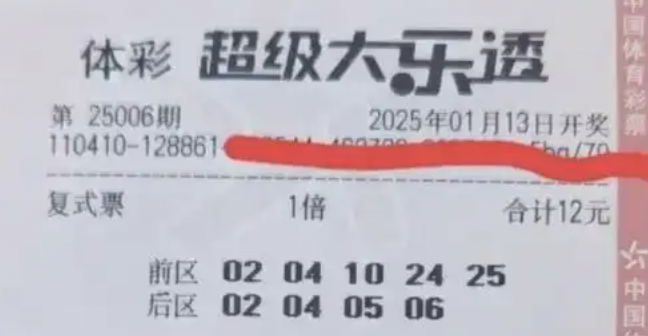 体彩 超级大乐透
第 25006期 2025年01月13日开奖
110410-128861
复式票 1倍 合计12元
前区 02 04 10 24 25
后区 02 04 05 06
中国体育彩票
中国